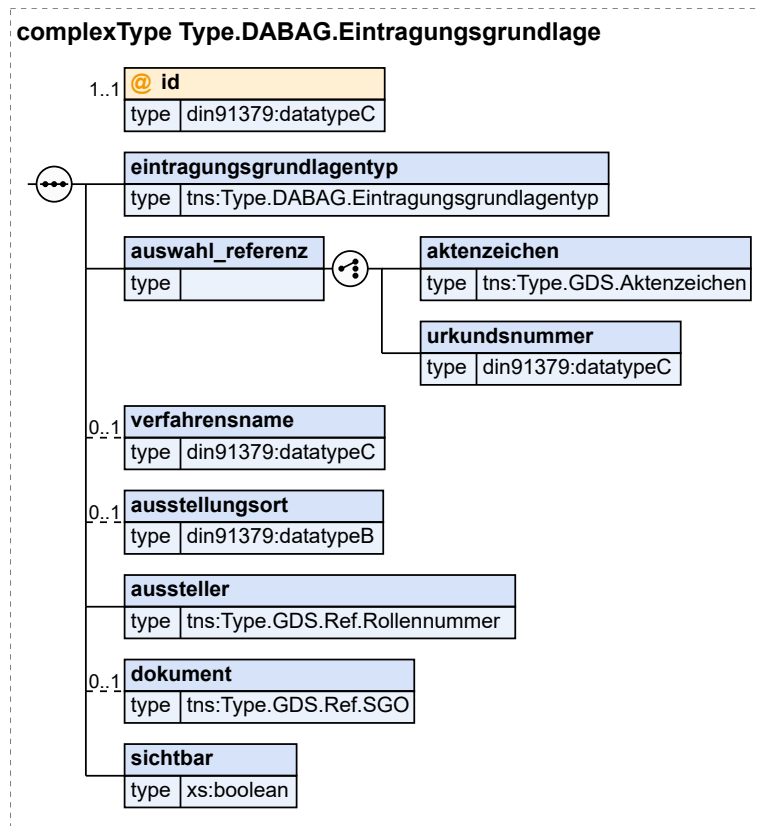 complexType Type.DABAG.Eintragungsgrundlage
1..1 @ id
type din91379:datatypeC
eintragungsgrundlagentyp
type tns:Type.DABAG.Eintragungsgrundlagentyp
auswahl_referenz aktenzeichen
type type tns:Type.GDS.Aktenzeichen
urkundsnummer
type din91379:datatypeC
0..1 verfahrensname
type din91379:datatypeC
0..1 ausstellungsort
type din91379:datatypeB
aussteller
type tns:Type.GDS.Ref.Rollennummer
0..1 dokument
type tns:Type.GDS.Ref.SGO
sichtbar
type xs:boolean